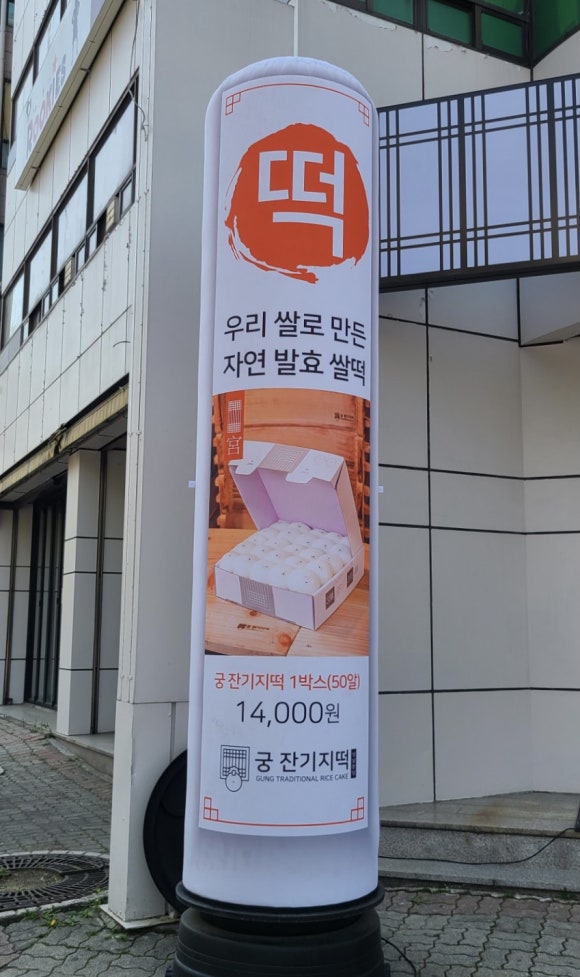 떡
우리 쌀로 만든
자연 발효 쌀떡
宮
궁잔기지떡 1박스(50알)
14,000원
궁 잔기지떡
GUNG TRADITIONAL RICE CAKE